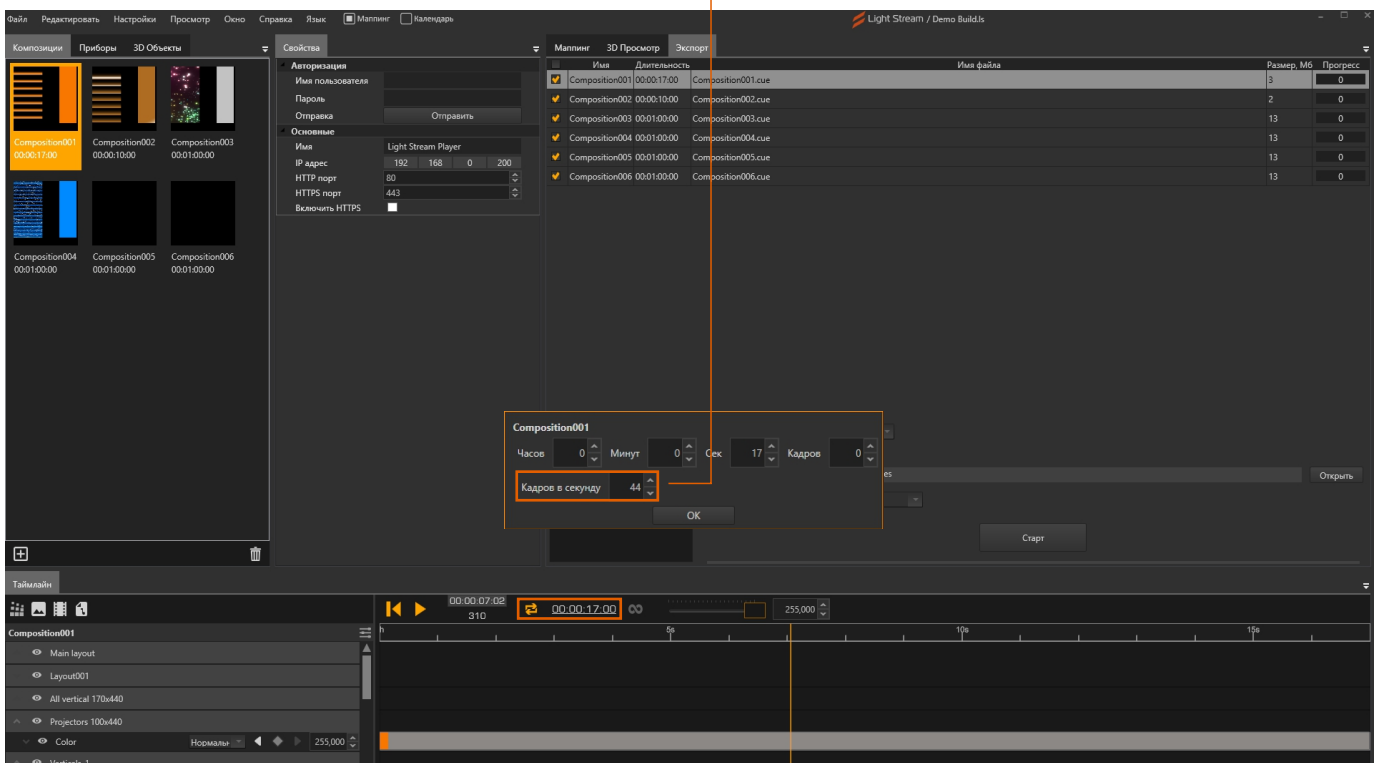 Файл Редактировать Настройки Просмотр Окно Справка Язык Маппинг Календарь
Light Stream / Demo Build.ls
Композиции Приборы 3D Объекты
Свойства
Маппинг 3D Просмотр Экспорт
Composition001
00:00:17:00
Composition002
00:00:10:00
Composition003
00:01:00:00
Composition004
00:01:00:00
Composition005
00:01:00:00
Composition006
00:01:00:00
Авторизация
Имя пользователя
Пароль
Отправка Отправить
Основные
Имя Light Stream Player
IP адрес 192 168 0 200
HTTP порт 80
HTTPS порт 443
Включить HTTPS
Имя Длительность Имя файла Размер, Мб Прогресс
Composition001 00:00:17:00 Composition001.cue 3 0
Composition002 00:00:10:00 Composition002.cue 2 0
Composition003 00:01:00:00 Composition003.cue 13 0
Composition004 00:01:00:00 Composition004.cue 13 0
Composition005 00:01:00:00 Composition005.cue 13 0
Composition006 00:01:00:00 Composition006.cue 13 0
Composition001
Часов 0 Минут 0 Сек 17 Кадров 0
Кадров в секунду 44
OK
es Открыть
Старт
Таймлайн
00:00:07:02
310
00:00:17:00
255,000
Composition001
h 5s 10s 15s
Main layout
Layout001
All vertical 170x440
Projectors 100x440
Color Нормальн 255,000